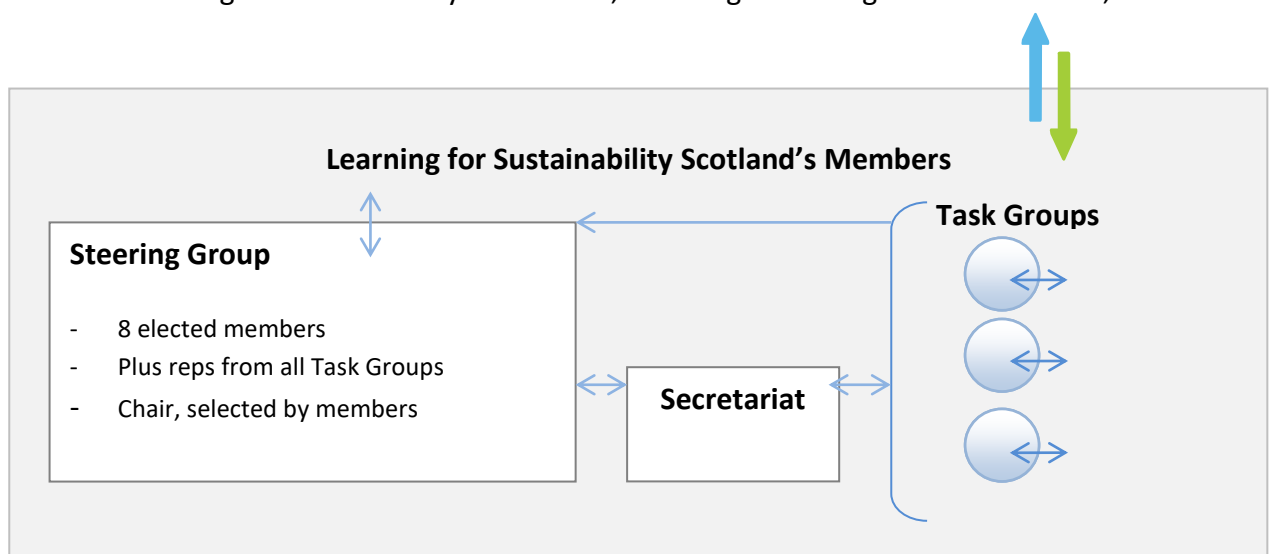 Learning for Sustainability Scotland’s Members
Task Groups
Steering Group
- 8 elected members
- Plus reps from all Task Groups
- Chair, selected by members
Secretariat